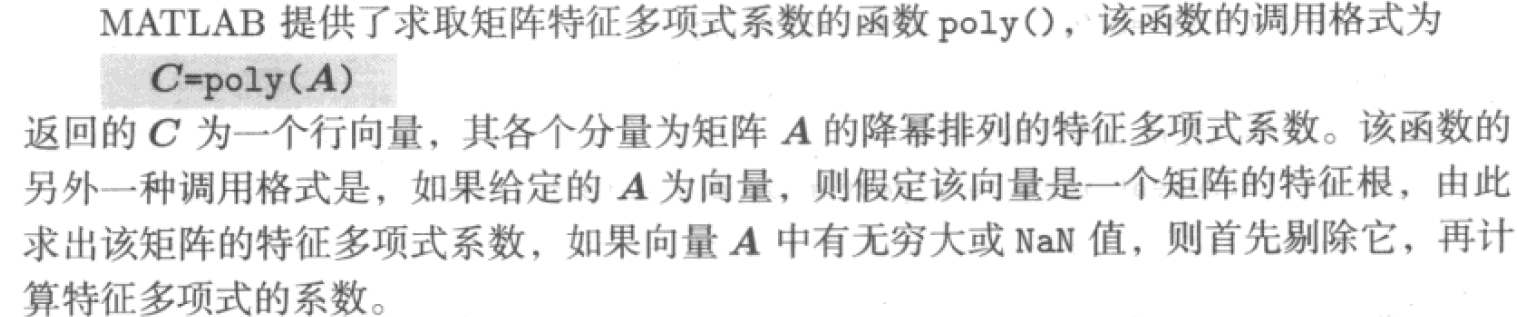 MATLAB 提供了求取矩阵特征多项式系数的函数 poly()，该函数的调用格式为
C=poly(A)
返回的 C 为一个行向量，其各个分量为矩阵 A 的降幂排列的特征多项式系数。该函数的
另外一种调用格式是，如果给定的 A 为向量，则假定该向量是一个矩阵的特征根，由此
求出该矩阵的特征多项式系数，如果向量 A 中有无穷大或 NaN 值，则首先剔除它，再计
算特征多项式的系数。